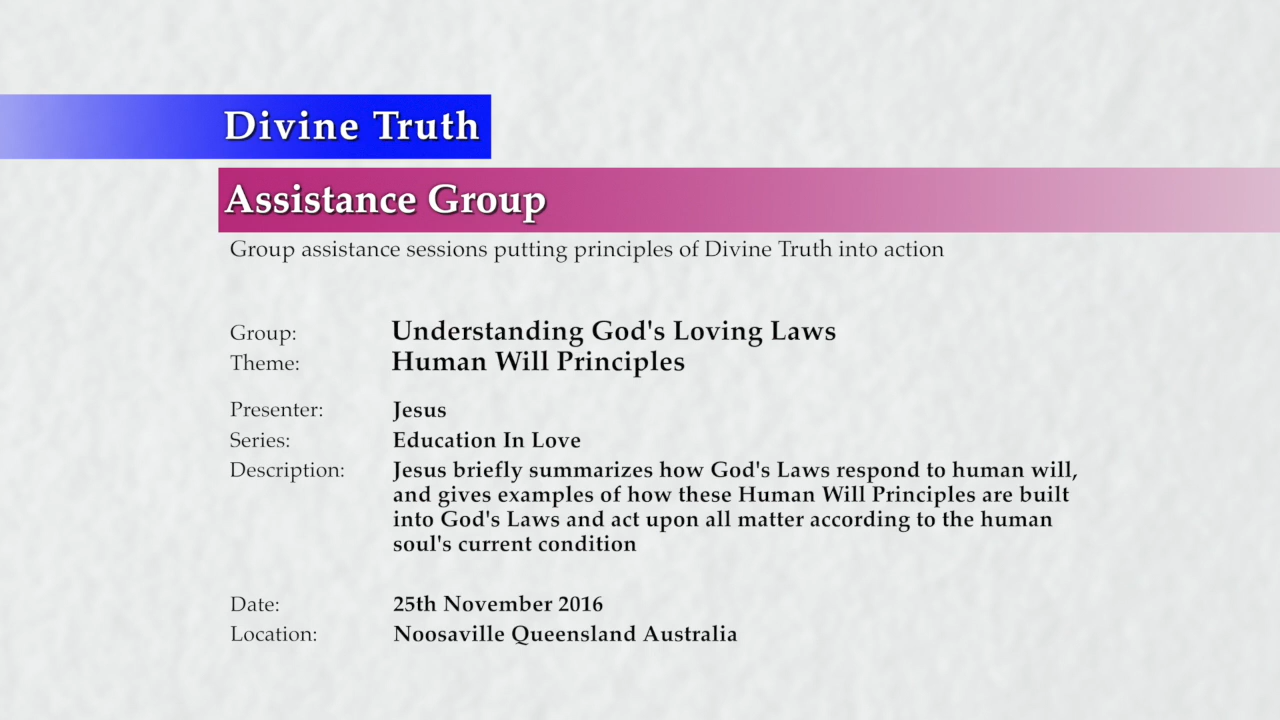 Divine Truth
Assistance Group
Group assistance sessions putting principles of Divine Truth into action
Group: Understanding God's Loving Laws
Theme: Human Will Principles
Presenter: Jesus
Series: Education In Love
Description: Jesus briefly summarizes how God's Laws respond to human will,
and gives examples of how these Human Will Principles are built
into God's Laws and act upon all matter according to the human
soul's current condition
Date: 25th November 2016
Location: Noosaville Queensland Australia